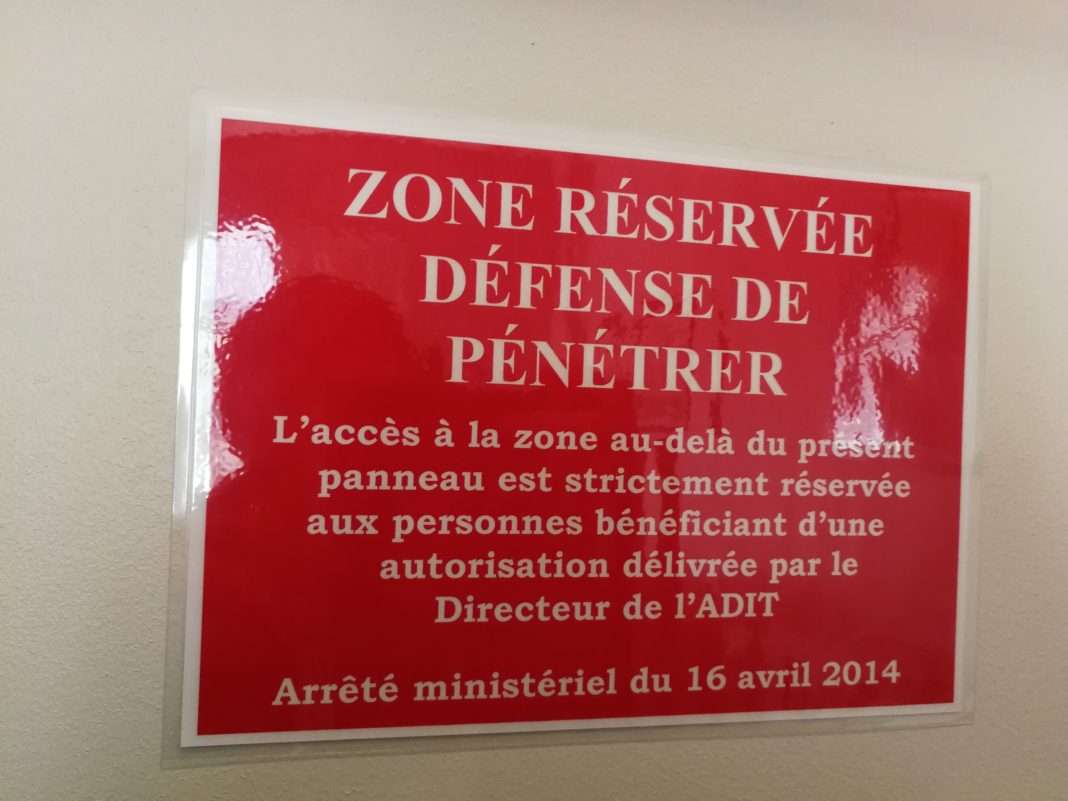 ZONE RÉSERVÉE
DÉFENSE DE
PÉNÉTRER
L'accès à la zone au-delà du présent
panneau est strictement réservée
aux personnes bénéficiant d'une
autorisation délivrée par le
Directeur de l'ADIT
Arrêté ministériel du 16 avril 2014